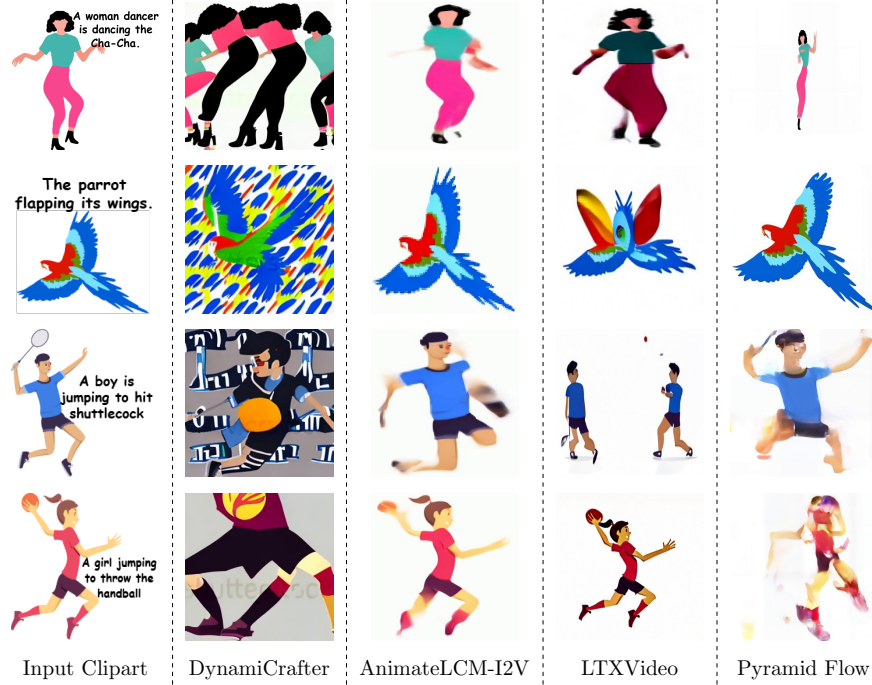 A woman dancer
is dancing the
Cha-Cha.
The parrot
flapping its wings.
A boy is
jumping to hit
shuttlecock
A girl jumping
to throw the
handball
Input Clipart
DynamiCrafter
AnimateLCM-I2V
LTXVideo
Pyramid Flow